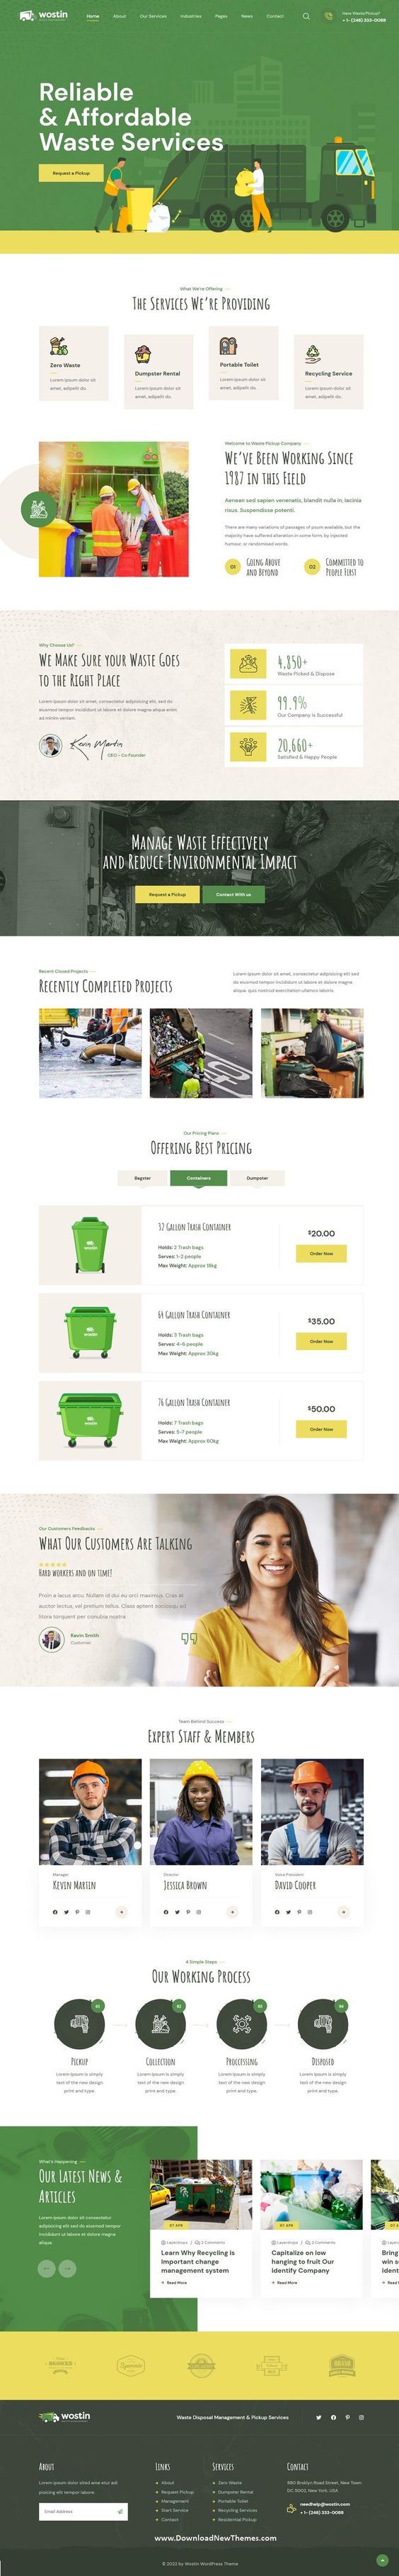 wostin
Home About Our Services Industries Pages News Contact
Have Waste Pickup?
+ 1- (246) 333-0088
Reliable
& Affordable
Waste Services
Request a Pickup
What We're Offering
The Services We're Providing
Zero Waste
Lorem ipsum dolor sit
amet, adipelit do.
Dumpster Rental
Lorem ipsum dolor sit
amet, adipelit do.
Portable Toilet
Lorem ipsum dolor sit
amet, adipelit do.
Recycling Service
Lorem ipsum dolor sit
amet, adipelit do.
Welcome to Waste Pickup Company
We've Been Working Since
1987 in this Field
Aenean sed sapien venenatis, blandit nulla in, lacinia
risus. Suspendisse potenti.
There are many variations of passages of psum available, but the
majority have suffered alteration in some form, by injected
humour, or randomised words.
01
Going Above
and Beyond
02
Committed to
People First
Why Choose Us?
We Make Sure your Waste Goes
to the Right Place
Lorem ipsum dolor sit amet, consectetur adipisicing elit, sed do
eiusmod tempor incididunt ut labore et dolore magna aliqua enim
ad minim veniam.
Kevin Martin
CEO - Co Founder
4,850+
Waste Picked & Dispose
99.9%
Our Company is Successful
20,660+
Satisfied & Happy People
Manage Waste Effectively
and Reduce Environmental Impact
Request a Pickup
Contact With us
Recent Closed Projects
Recently Completed Projects
Lorem ipsum dolor sit amet, consectetur adipisicing elit sed
do eiusmod tempor incididunt ut labore et dolore magna
aliqua. quis nostrud exercitation ullamco laboris.
Our Pricing Plans
Offering Best Pricing
Bagster Containers Dumpster
wostin
32 Gallon Trash Container
Holds: 2 Trash bags
Serves: 1-2 people
Max Weight: Approx 18kg
$20.00
Order Now
wostin
64 Gallon Trash Container
Holds: 3 Trash bags
Serves: 4-6 people
Max Weight: Approx 30kg
$35.00
Order Now
wostin
76 Gallon Trash Container
Holds: 7 Trash bags
Serves: 5-7 people
Max Weight: Approx 60kg
$50.00
Order Now
Our Customers Feedbacks
What Our Customers Are Talking
Hard workers and on time!
Proin a lacus arcu. Nullam id dui eu orci maximus. Cras at
auctor lectus, vel pretium tellus. Class aptent sociosqu ad
litora torquent per conubia nostra.
Kevin Smith
Customer
Team Behind Success
Expert Staff & Members
Manager
Kevin Martin
Director
Jessica Brown
Voice President
David Cooper
4 Simple Steps
Our Working Process
01
Pickup
Lorem Ipsum is simply
text of the new design
print and type.
02
Collection
Lorem Ipsum is simply
text of the new design
print and type.
03
Proccessing
Lorem Ipsum is simply
text of the new design
print and type.
04
Disposed
Lorem Ipsum is simply
text of the new design
print and type.
What's Happening
Our Latest News &
Articles
Lorem ipsum dolor sit consectetur
adipisicing elit sed do eiusmod tempor
incididunt ut labore et dolore magna
aliqua
07 APR
Layerdrops / 2 Comments
Learn Why Recycling is
Important change
management system
Read More
07 APR
Layerdrops / 2 Comments
Capitalize on low
hanging to fruit Our
Identify Company
Read More
Bring
win s
Ident
wostin
Waste Disposal Management & Pickup Services
About
Lorem ipsum dolor sited ame etur adi
pisicing elit tempor labore.
Email Address
Links
About
Request Pickup
Management
Start Service
Contact
Services
Zero Waste
Dumpster Rental
Portable Toilet
Recycling Services
Residential Pickup
Contact
880 Broklyn Road Street, New Town
DC 5002, New York. USA
needhelp@wostin.com
+ 1- (246) 333-0088
www.DownloadNewThemes.com
© 2022 by Wostin WordPress Theme